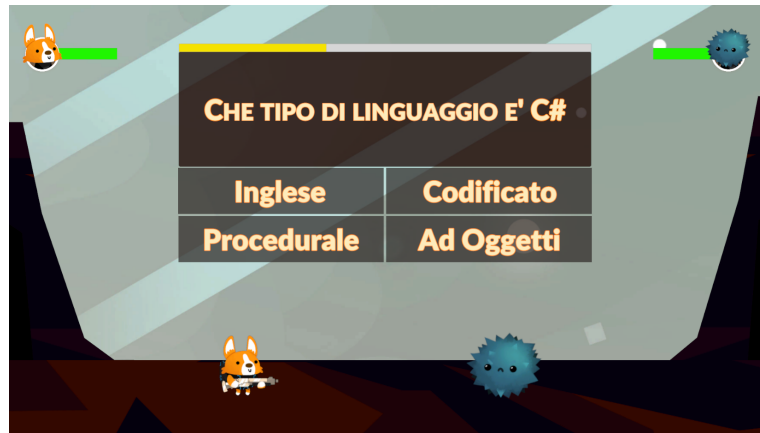 Che tipo di linguaggio e' C#
Inglese
Codificato
Procedurale
Ad Oggetti